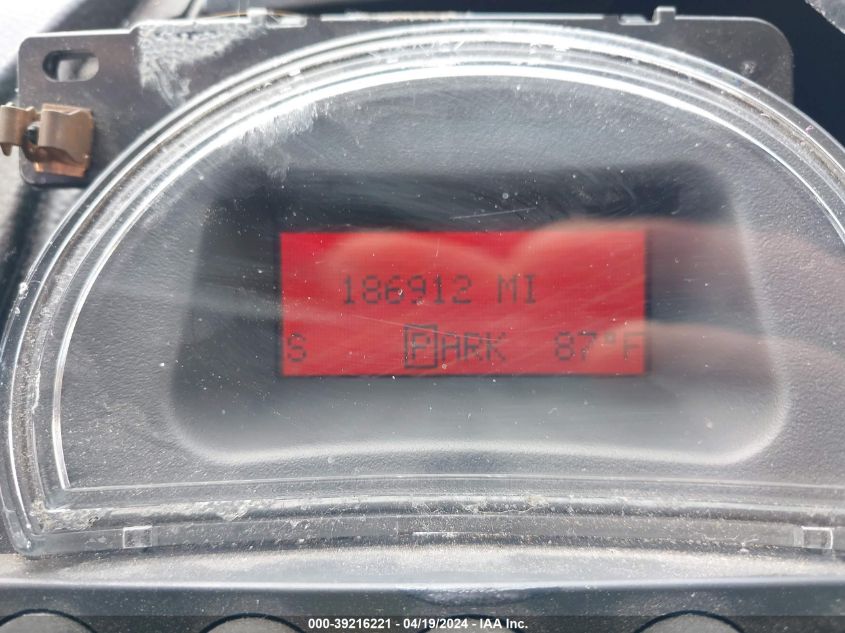 186912 MI
S PARK 87°F
000-39216221 - 04/19/2024 - IAA Inc.